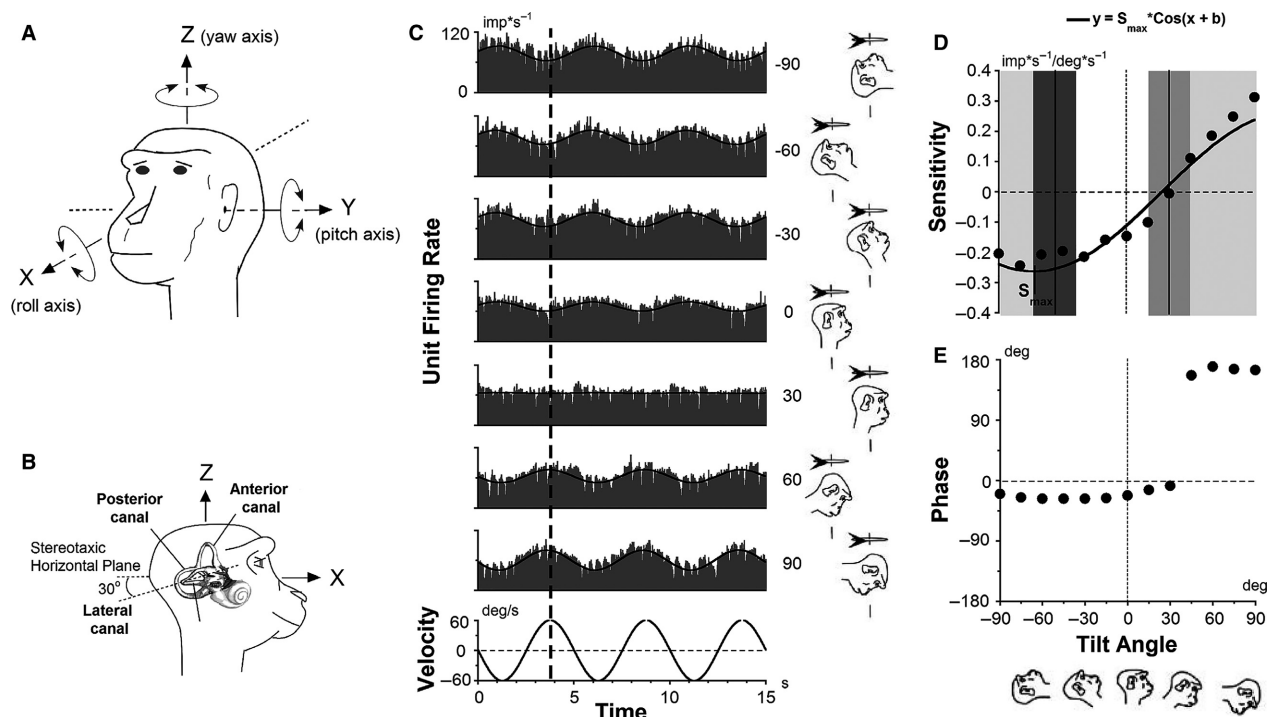 A
Z (yaw axis)
Y
(pitch axis)
X
(roll axis)
B
Z
Posterior
canal
Anterior
canal
Stereotaxic
Horizontal Plane
30°
Lateral
canal
X
C
imp*s⁻¹
120
0
-90
-60
-30
0
30
60
90
Unit Firing Rate
deg/s
60
0
–60
Velocity
0
5
10
15
s
Time
y = Smax*Cos(x + b)
D
imp*s⁻¹/deg*s⁻¹
0.4
0.3
0.2
0.1
0
–0.1
–0.2
–0.3
–0.4
Sensitivity
Smax
E
deg
180
90
0
–90
–180
Phase
deg
–90
–60
–30
0
30
60
90
Tilt Angle